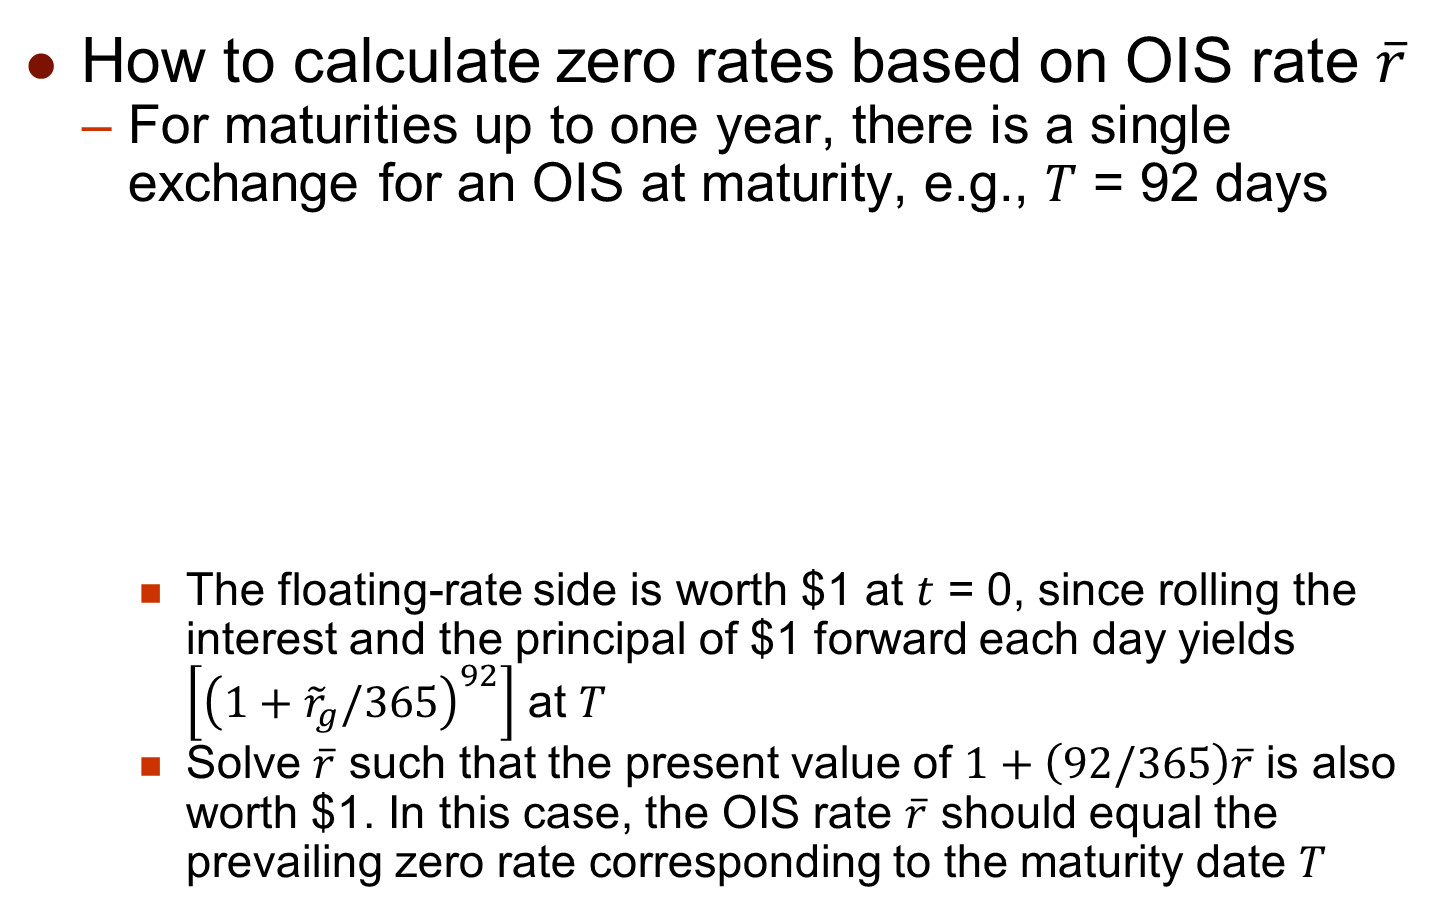 ● How to calculate zero rates based on OIS rate r̄
– For maturities up to one year, there is a single
exchange for an OIS at maturity, e.g., T = 92 days
■ The floating-rate side is worth $1 at t = 0, since rolling the
interest and the principal of $1 forward each day yields
[(1 + r̃_g/365)^92] at T
■ Solve r̄ such that the present value of 1 + (92/365)r̄ is also
worth $1. In this case, the OIS rate r̄ should equal the
prevailing zero rate corresponding to the maturity date T